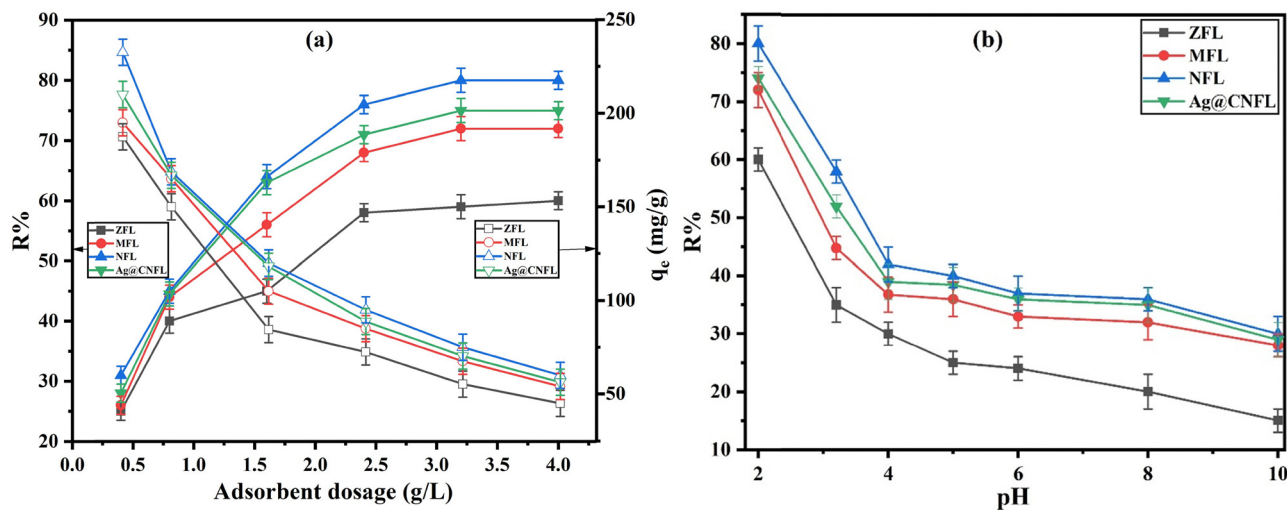 (a)
90
80
70
60
50
40
30
20
R%
ZFL
MFL
NFL
Ag@CNFL
ZFL
MFL
NFL
Ag@CNFL
250
200
150
100
50
qe (mg/g)
0.0 0.5 1.0 1.5 2.0 2.5 3.0 3.5 4.0
Adsorbent dosage (g/L)
(b)
80
70
60
50
40
30
20
10
R%
ZFL
MFL
NFL
Ag@CNFL
2 4 6 8 10
pH